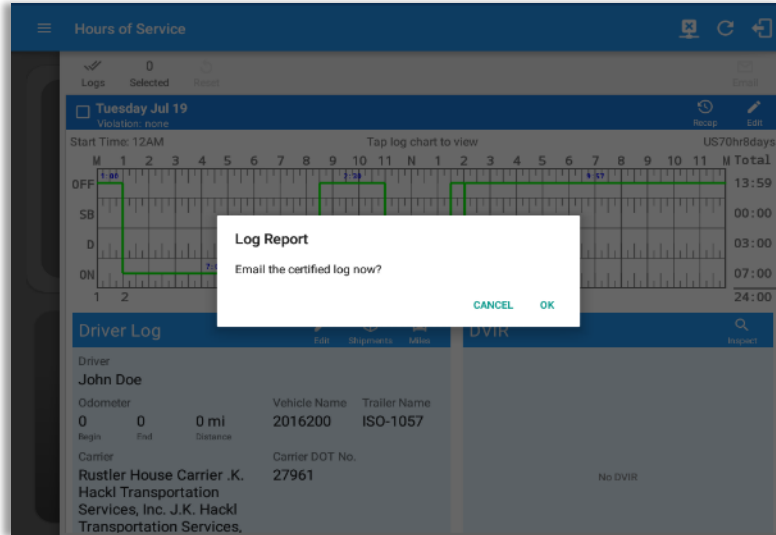 Hours of Service
0
Logs Selected Reset Email
Tuesday Jul 19
Violation: none
Recap Edit
Start Time: 12AM Tap log chart to view US70hr8days
M 1 2 3 4 5 6 7 8 9 10 11 N 1 2 3 4 5 6 7 8 9 10 11 M Total
OFF 13:59
SB 00:00
D 03:00
ON 07:00
1 2 24:00
Log Report
Email the certified log now?
CANCEL OK
Driver Log
Edit Shipments Miles
DVIR
Inspect
Driver
John Doe
Odometer Vehicle Name Trailer Name
0 0 0 mi 2016200 ISO-1057
Begin End Distance
Carrier Carrier DOT No.
Rustler House Carrier .K. 27961
Hackl Transportation
Services, Inc. J.K. Hackl
Transportation Services,
No DVIR